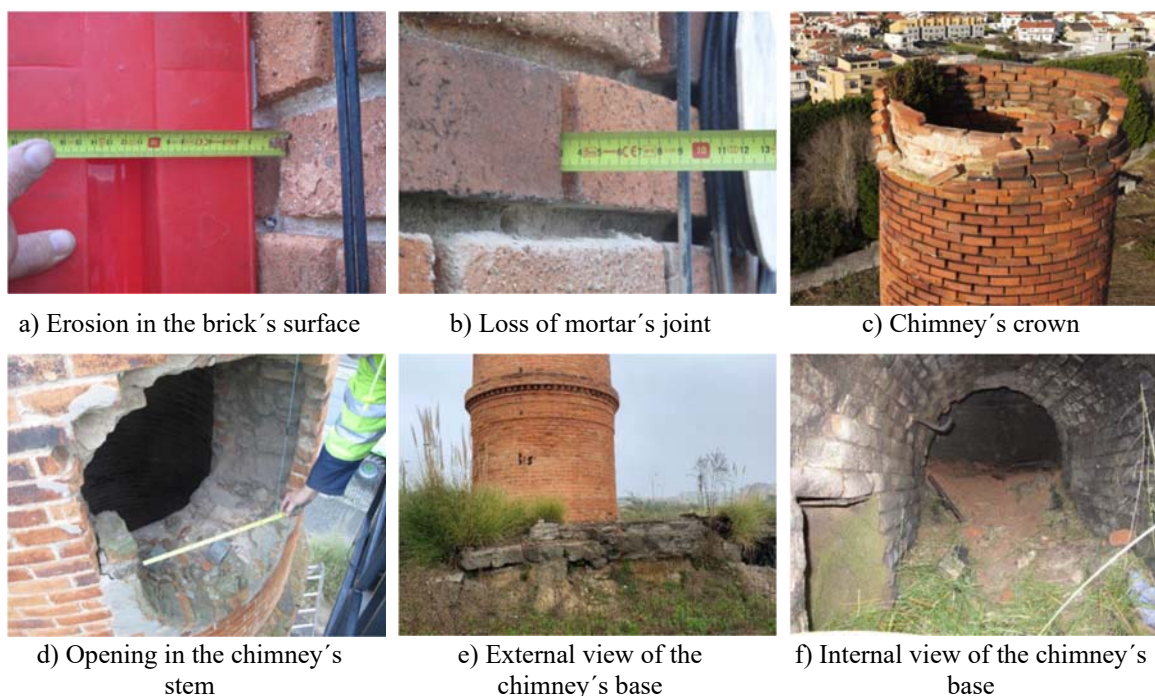 a) Erosion in the brick´s surface
b) Loss of mortar´s joint
c) Chimney´s crown
d) Opening in the chimney´s
stem
e) External view of the
chimney´s base
f) Internal view of the chimney´s
base